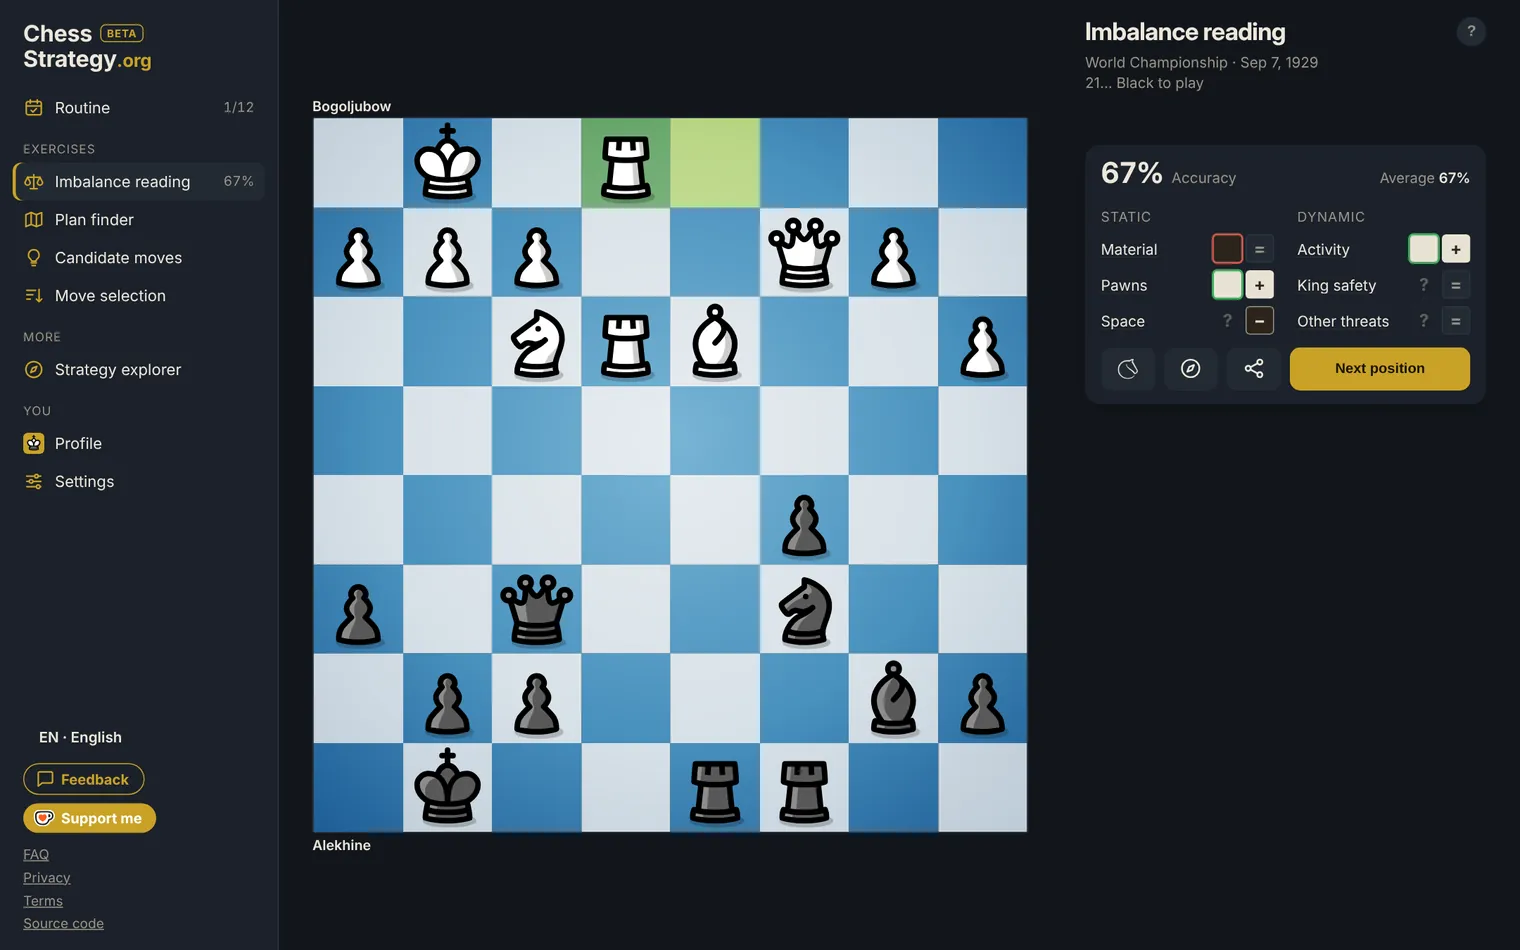 Chess BETA
Strategy.org
Routine 1/12
EXERCISES
Imbalance reading 67%
Plan finder
Candidate moves
Move selection
MORE
Strategy explorer
YOU
Profile
Settings
EN · English
Feedback
Support me
FAQ
Privacy
Terms
Source code
Bogoljubow
Alekhine
Imbalance reading ?
World Championship · Sep 7, 1929
21... Black to play
67% Accuracy Average 67%
STATIC DYNAMIC
Material = Activity +
Pawns + King safety ? =
Space ? − Other threats ? =
Next position